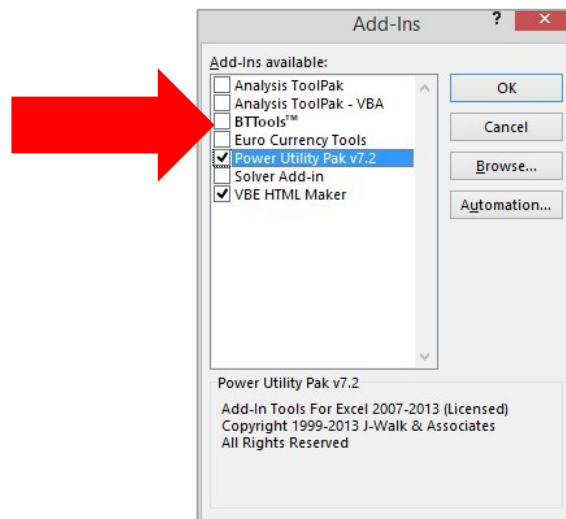 Add-Ins ?
Add-Ins available:
Analysis ToolPak
Analysis ToolPak - VBA
BTTools™
Euro Currency Tools
Power Utility Pak v7.2
Solver Add-in
VBE HTML Maker
OK
Cancel
Browse...
Automation...
Power Utility Pak v7.2
Add-In Tools For Excel 2007-2013 (Licensed)
Copyright 1999-2013 J-Walk & Associates
All Rights Reserved